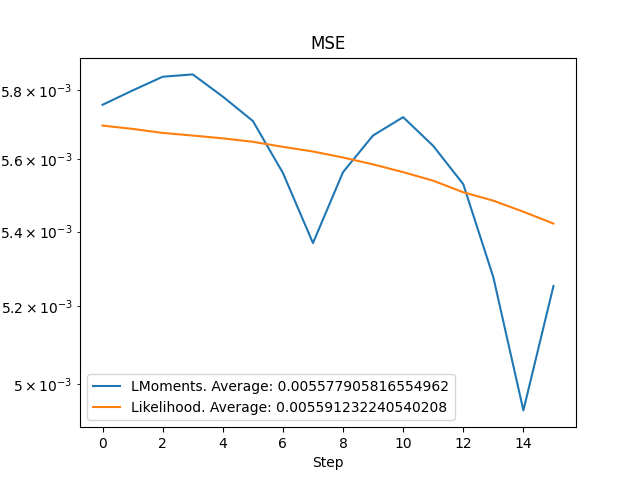 MSE
5.8 × 10⁻³
5.6 × 10⁻³
5.4 × 10⁻³
5.2 × 10⁻³
5 × 10⁻³
LMoments. Average: 0.005577905816554962
Likelihood. Average: 0.005591232240540208
0 2 4 6 8 10 12 14
Step